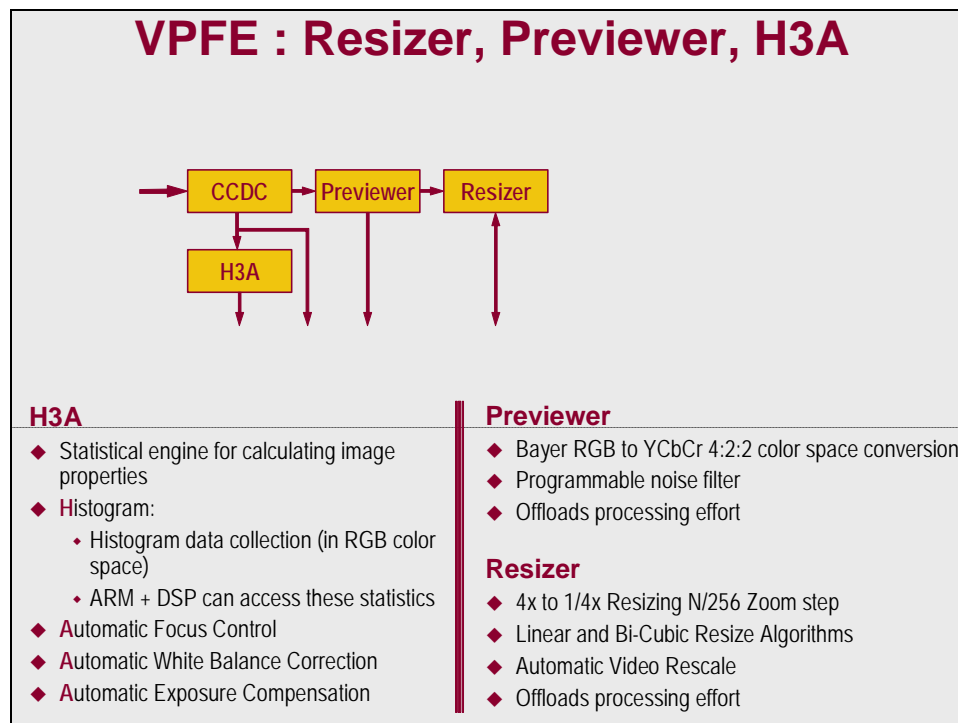 VPFE : Resizer, Previewer, H3A
CCDC
Previewer
Resizer
H3A
H3A
◆ Statistical engine for calculating image
properties
◆ Histogram:
◆ Histogram data collection (in RGB color
space)
◆ ARM + DSP can access these statistics
◆ Automatic Focus Control
◆ Automatic White Balance Correction
◆ Automatic Exposure Compensation
Previewer
◆ Bayer RGB to YCbCr 4:2:2 color space conversion
◆ Programmable noise filter
◆ Offloads processing effort
Resizer
◆ 4x to 1/4x Resizing N/256 Zoom step
◆ Linear and Bi-Cubic Resize Algorithms
◆ Automatic Video Rescale
◆ Offloads processing effort